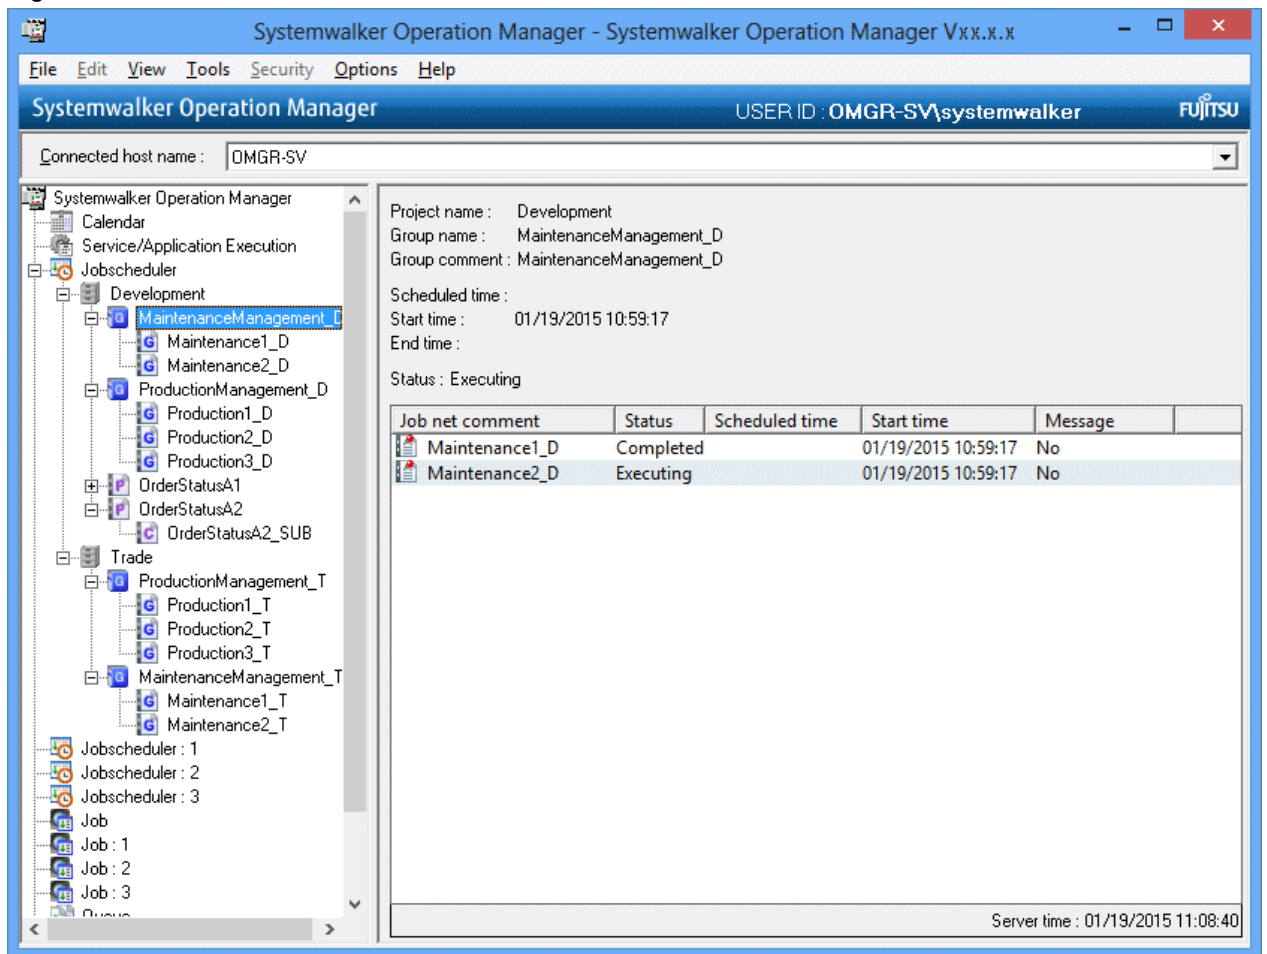 Systemwalker Operation Manager - Systemwalker Operation Manager Vxx.x.x
File Edit View Tools Security Options Help
Systemwalker Operation Manager USER ID : OMGR-SV\systemwalker FUJITSU
Connected host name : OMGR-SV
Systemwalker Operation Manager
Calendar
Service/Application Execution
Jobscheduler
Development
MaintenanceManagement_D
Maintenance1_D
Maintenance2_D
ProductionManagement_D
Production1_D
Production2_D
Production3_D
OrderStatusA1
OrderStatusA2
OrderStatusA2_SUB
Trade
ProductionManagement_T
Production1_T
Production2_T
Production3_T
MaintenanceManagement_T
Maintenance1_T
Maintenance2_T
Jobscheduler : 1
Jobscheduler : 2
Jobscheduler : 3
Job
Job : 1
Job : 2
Job : 3
Queue
Project name : Development
Group name : MaintenanceManagement_D
Group comment : MaintenanceManagement_D
Scheduled time :
Start time : 01/19/2015 10:59:17
End time :
Status : Executing
Job net comment Status Scheduled time Start time Message
Maintenance1_D Completed 01/19/2015 10:59:17 No
Maintenance2_D Executing 01/19/2015 10:59:17 No
Server time : 01/19/2015 11:08:40